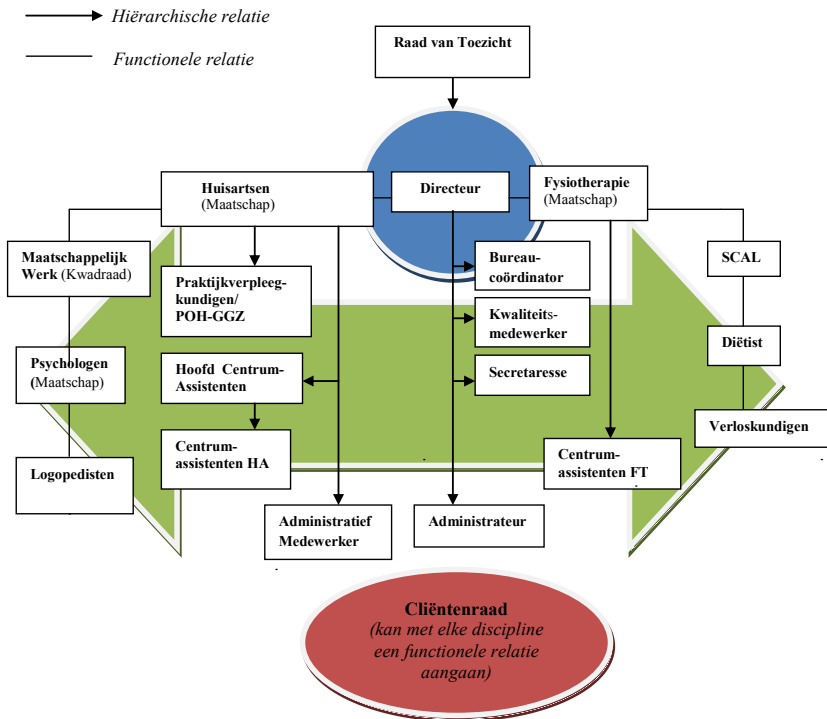 Hiërarchische relatie
Functionele relatie
Raad van Toezicht
Huisartsen
(Maatschap)
Directeur
Fysiotherapie
(Maatschap)
Maatschappelijk
Werk (Kwadraad)
Praktijkverpleeg-
kundigen/
POH-GGZ
Bureau-
coördinator
SCAL
Kwaliteits-
medewerker
Psychologen
(Maatschap)
Hoofd Centrum-
Assistenten
Secretaresse
Diëtist
Verloskundigen
Centrum-
assistenten HA
Centrum-
assistenten FT
Logopedisten
Administratief
Medewerker
Administrateur
Cliëntenraad
(kan met elke discipline
een functionele relatie
aangaan)